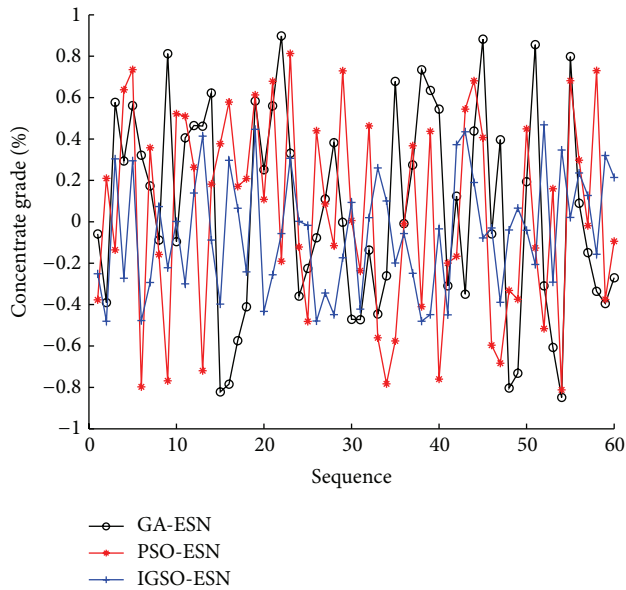 1
0.8
0.6
0.4
0.2
0
−0.2
−0.4
−0.6
−0.8
−1
Concentrate grade (%)
0 10 20 30 40 50 60
Sequence
GA-ESN
PSO-ESN
IGSO-ESN